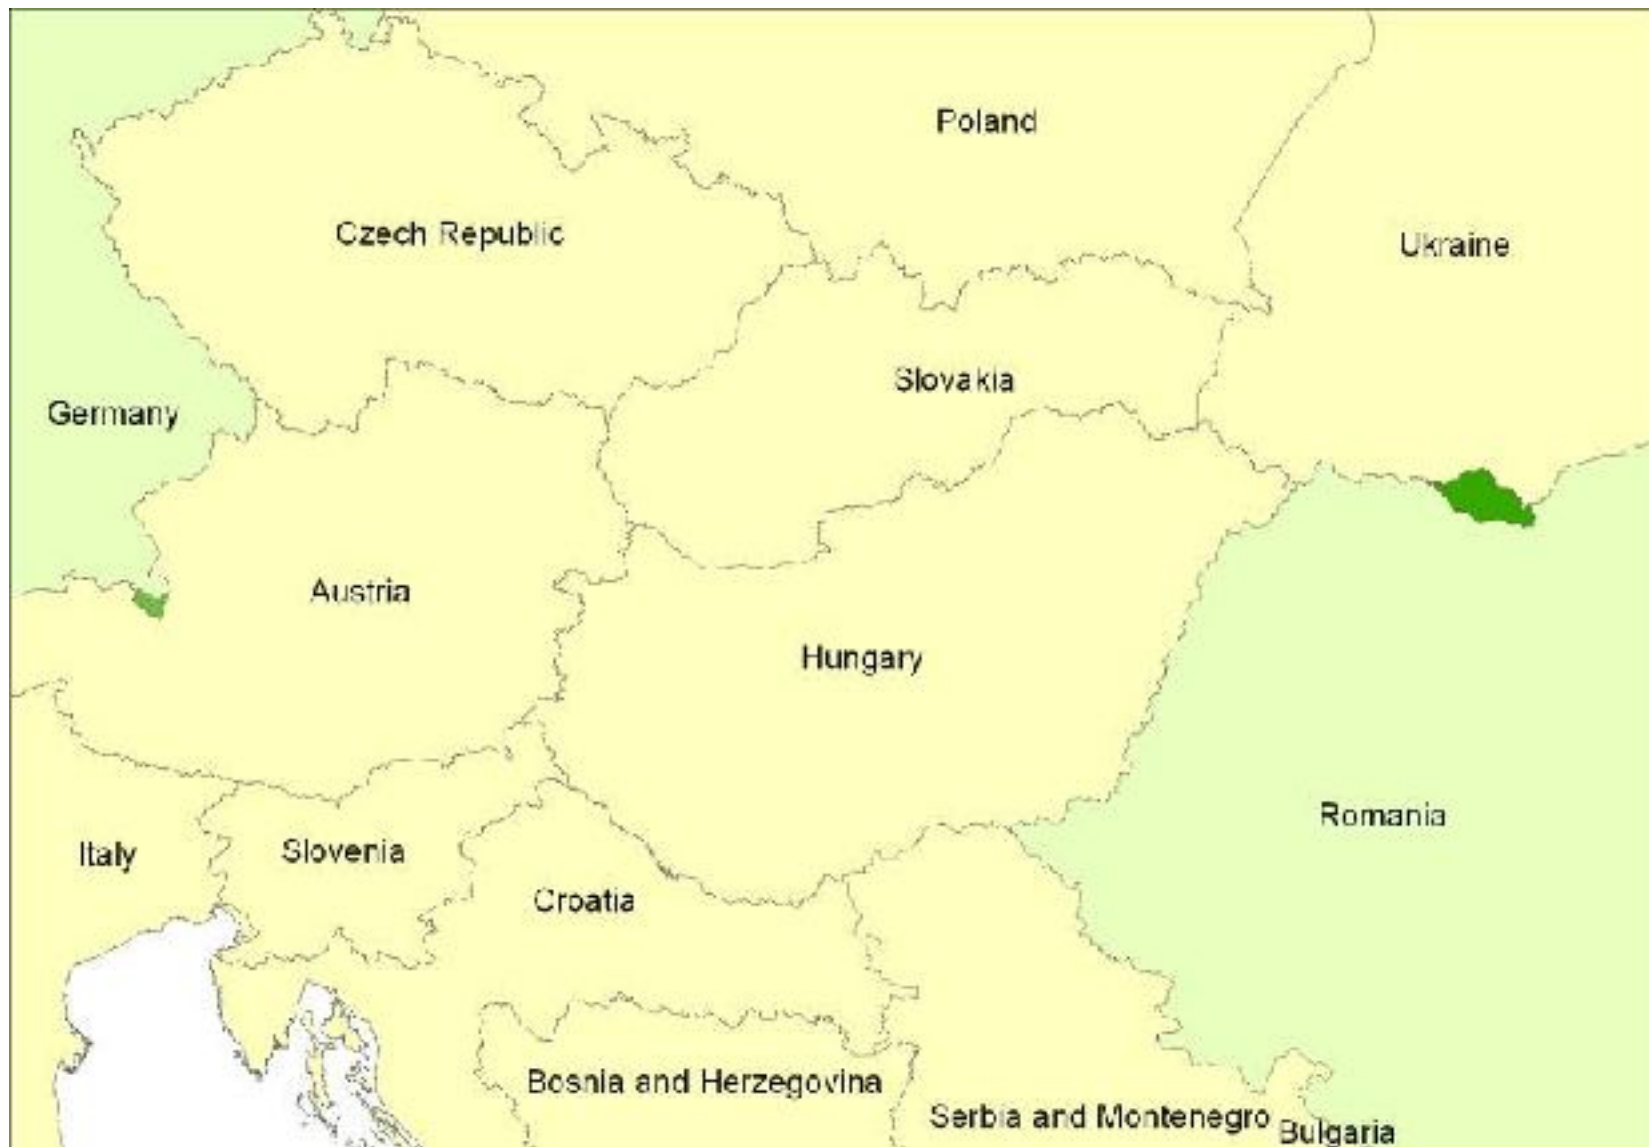 Poland
Czech Republic
Ukraine
Slovakia
Germany
Austria
Hungary
Romania
Italy
Slovenia
Croatia
Bosnia and Herzegovina
Serbia and Montenegro
Bulgaria